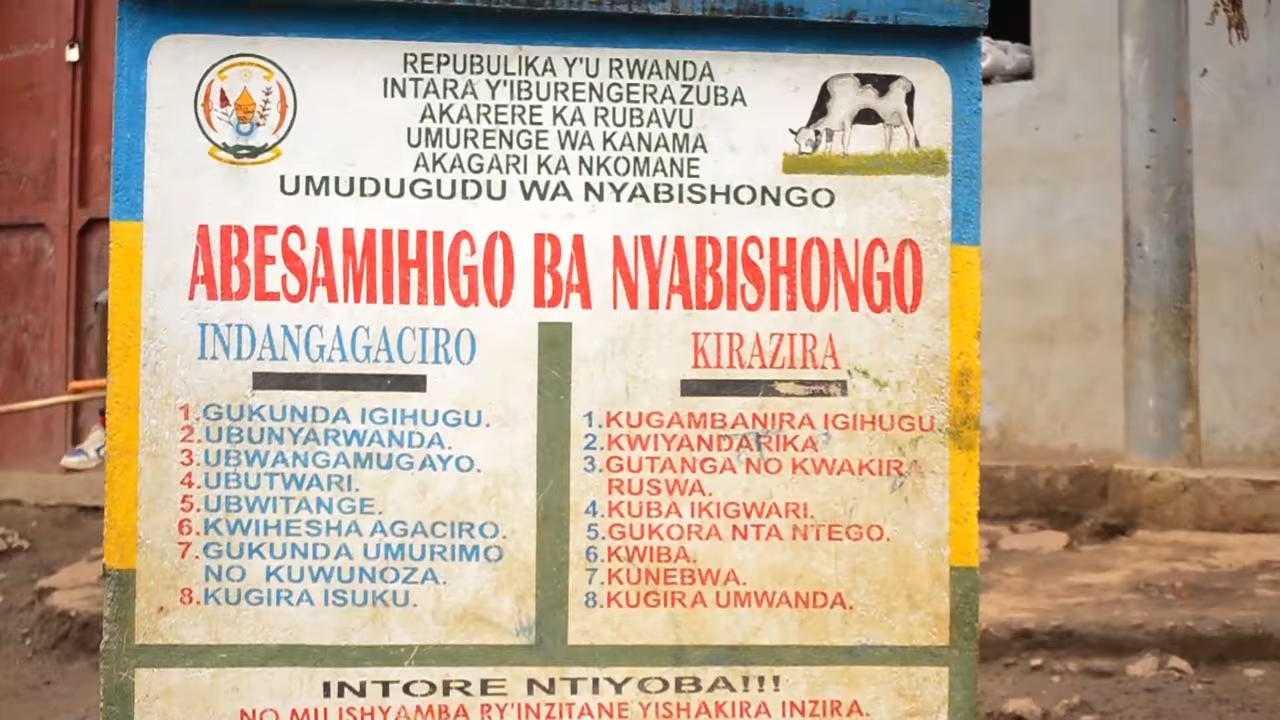 REPUBULIKA Y'U RWANDA
INTARA Y'IBURENGERAZUBA
AKARERE KA RUBAVU
UMURENGE WA KANAMA
AKAGARI KA NKOMANE
UMUDUGUDU WA NYABISHONGO
ABESAMIHIGO BA NYABISHONGO
INDANGAGACIRO
1.GUKUNDA IGIHUGU.
2.UBUNYARWANDA.
3.UBWANGAMUGAYO.
4.UBUTWARI.
5.UBWITANGE.
6.KWIHESHA AGACIRO.
7.GUKUNDA UMURIMO
NO KUWUNOZA.
8.KUGIRA ISUKU.
KIRAZIRA
1.KUGAMBANIRA IGIHUGU.
2.KWIYANDARIKA
3.GUTANGA NO KWAKIRA
RUSWA.
4.KUBA IKIGWARI.
5.GUKORA NTA NTEGO.
6.KWIBA.
7.KUNEBWA.
8.KUGIRA UMWANDA.
INTORE NTIYOBA!!!
NO MU ISHYAMBA RY'INZITANE YISHAKIRA INZIRA.